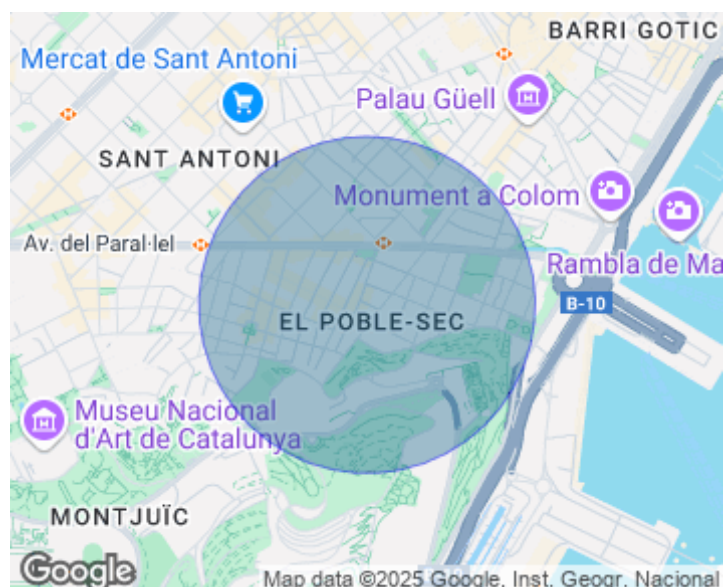 BARRI GOTIC
Mercat de Sant Antoni
Palau Güell
SANT ANTONI
Monument a Colom
Av. del Paral·lel
Rambla de Ma
B-10
EL POBLE-SEC
Museu Nacional
d'Art de Catalunya
MONTJUÏC
Google
Map data ©2025 Google, Inst. Geogr. Nacional